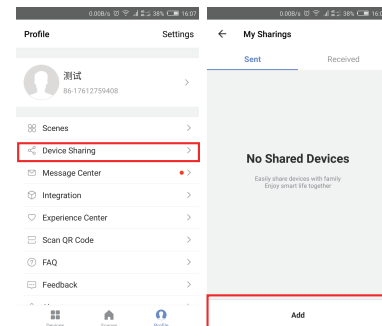 0.00B/s 38% 16:07
Profile Settings
测试
86-17612759408
Scenes
Device Sharing
Message Center
Integration
Experience Center
Scan QR Code
FAQ
Feedback
Devices Scenes Profile
0.00B/s 38% 16:0
My Sharings
Sent Received
No Shared Devices
Easily share devices with family
Enjoy smart life together
Add